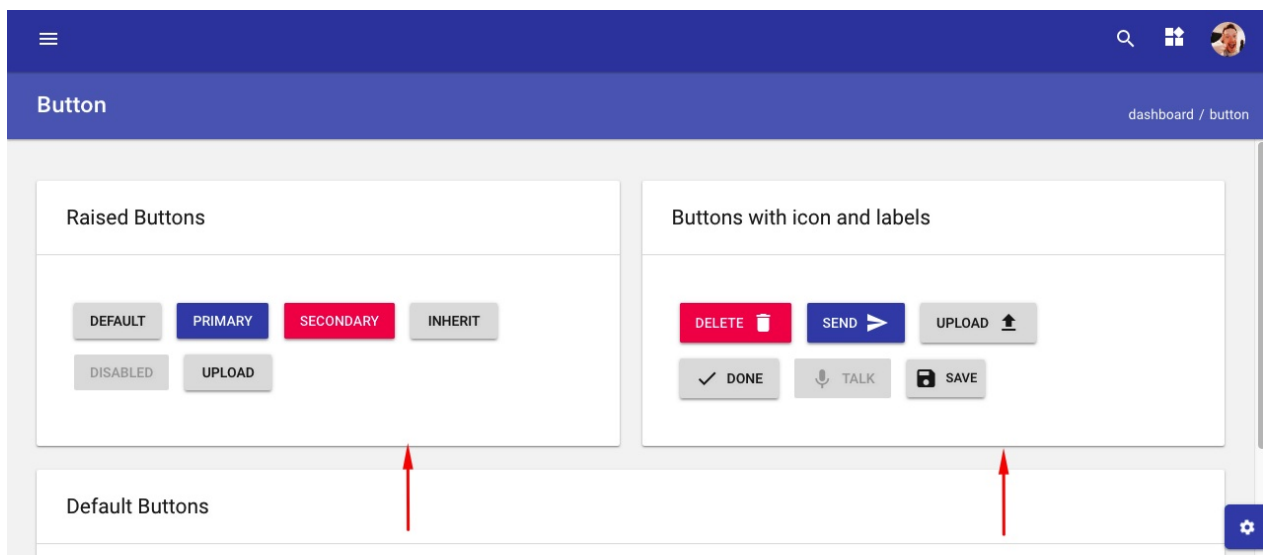 Button
dashboard / button
Raised Buttons
DEFAULT PRIMARY SECONDARY INHERIT
DISABLED UPLOAD
Buttons with icon and labels
DELETE SEND UPLOAD
DONE TALK SAVE
Default Buttons